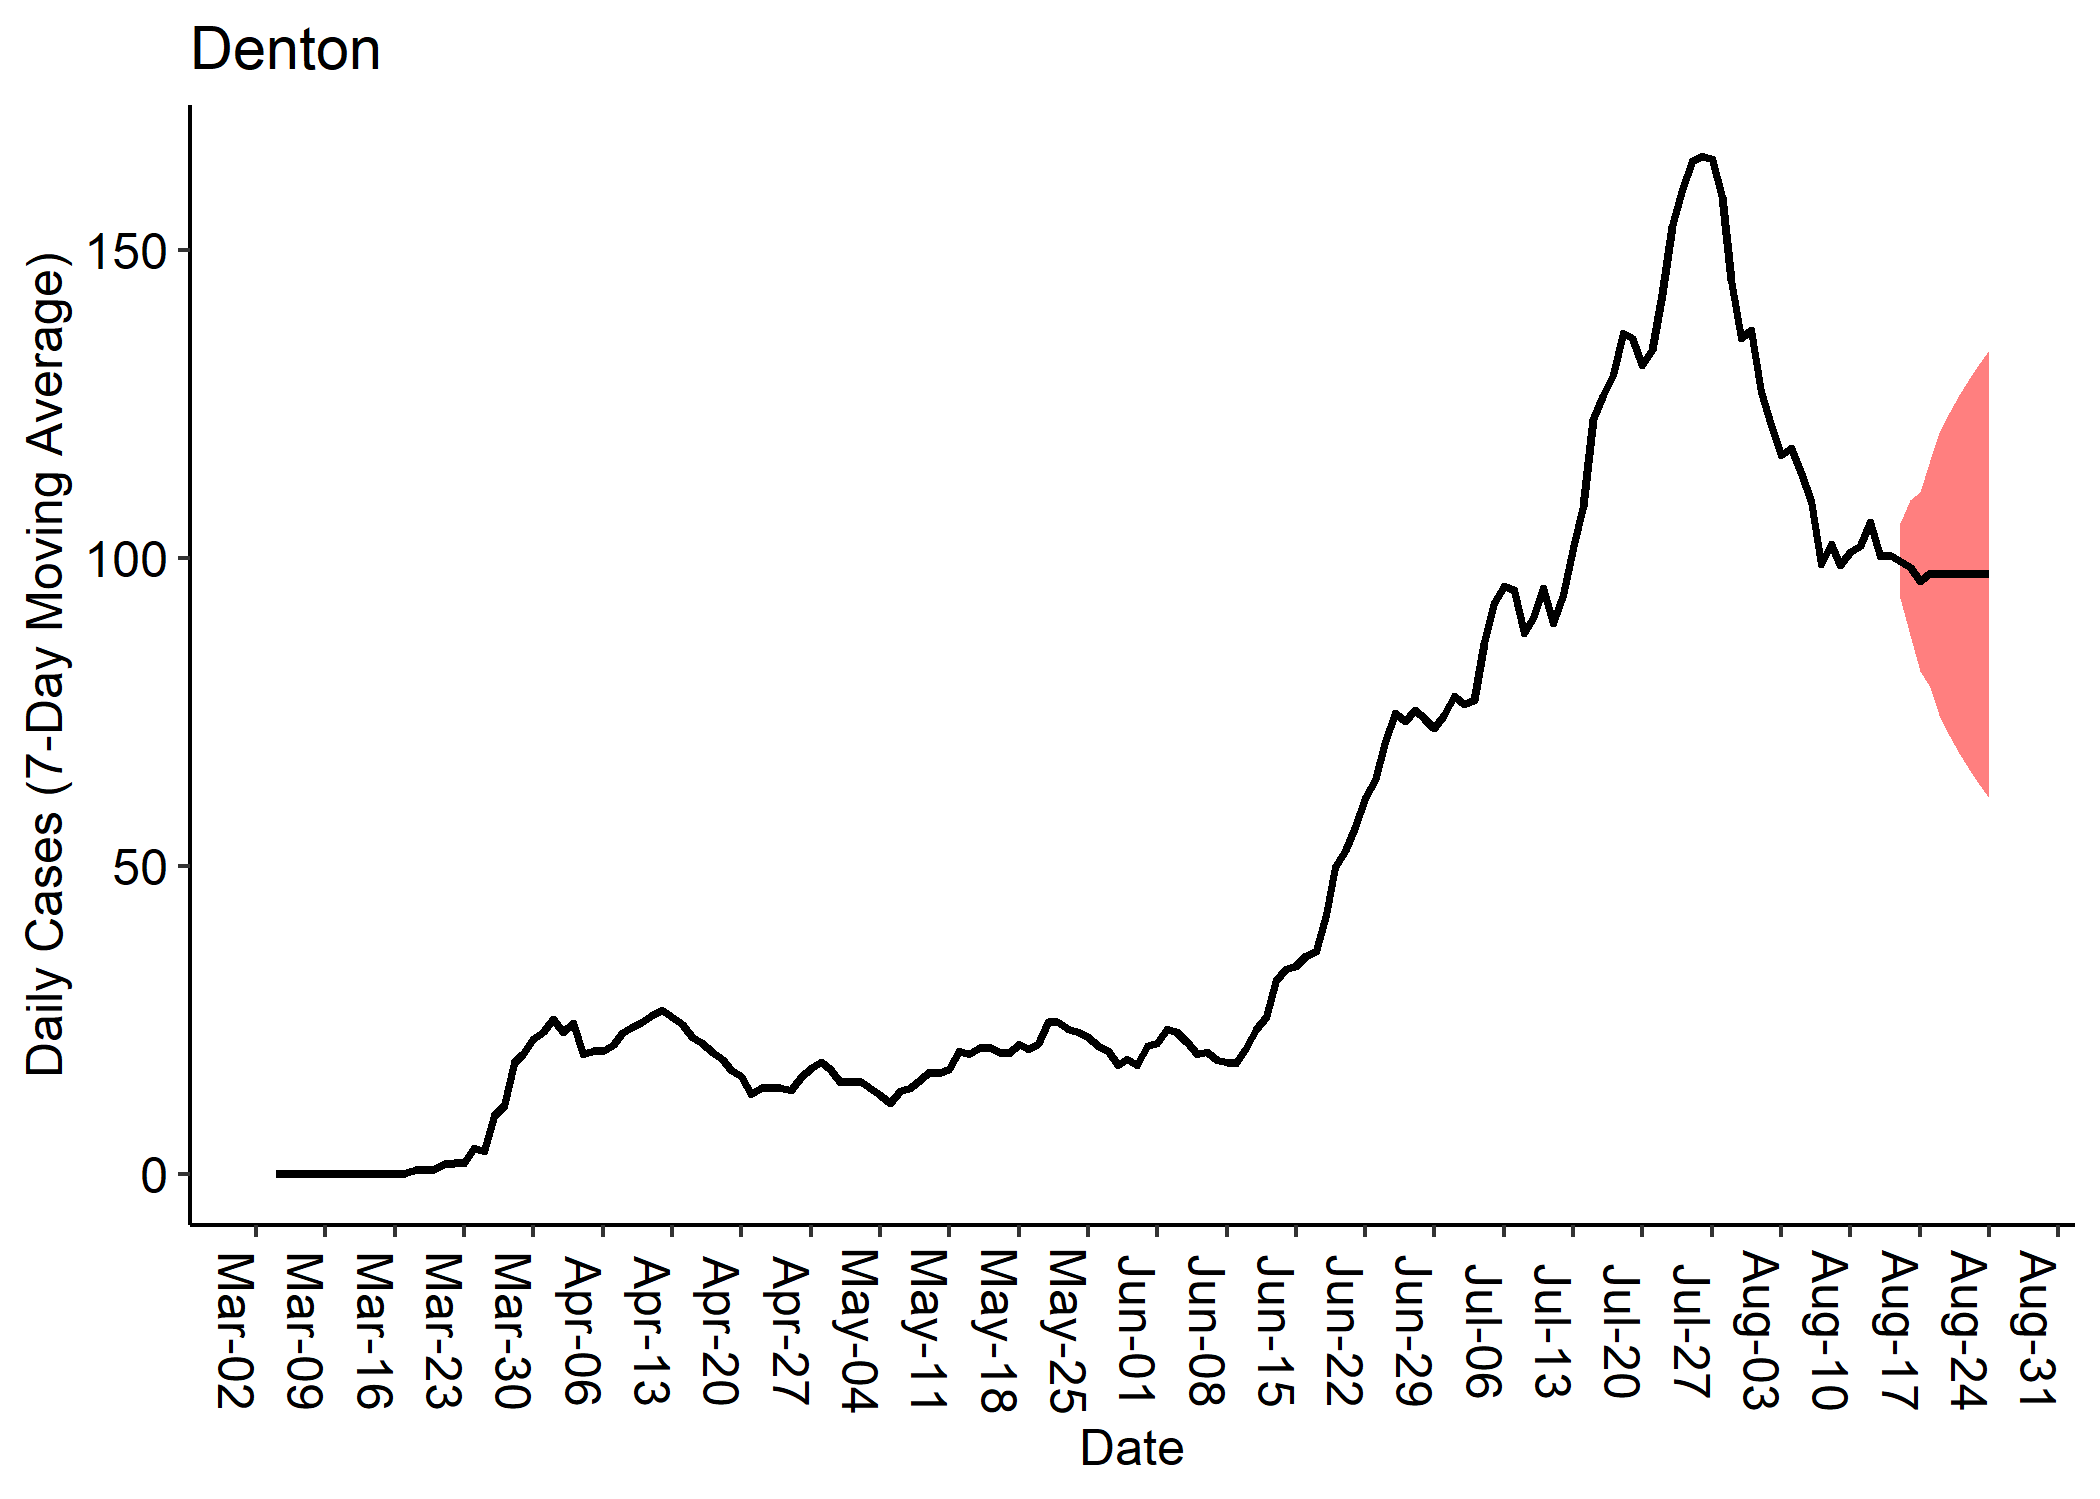 Denton
Daily Cases (7-Day Moving Average)
150
100
50
0
Mar-02
Mar-09
Mar-16
Mar-23
Mar-30
Apr-06
Apr-13
Apr-20
Apr-27
May-04
May-11
May-18
May-25
Jun-01
Jun-08
Jun-15
Jun-22
Jun-29
Jul-06
Jul-13
Jul-20
Jul-27
Aug-03
Aug-10
Aug-17
Aug-24
Aug-31
Date